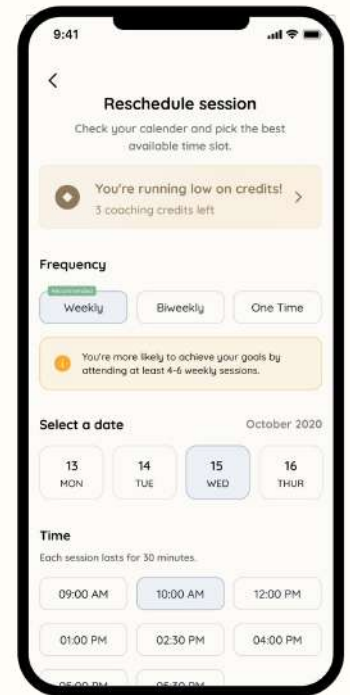 9:41
Reschedule session
Check your calender and pick the best
available time slot.
You're running low on credits!
3 coaching credits left
Frequency
Weekly Biweekly One Time
You're more likely to achieve your goals by
attending at least 4-6 weekly sessions.
Select a date October 2020
13 14 15 16
MON TUE WED THUR
Time
Each session lasts for 30 minutes.
09:00 AM 10:00 AM 12:00 PM
01:00 PM 02:30 PM 04:00 PM